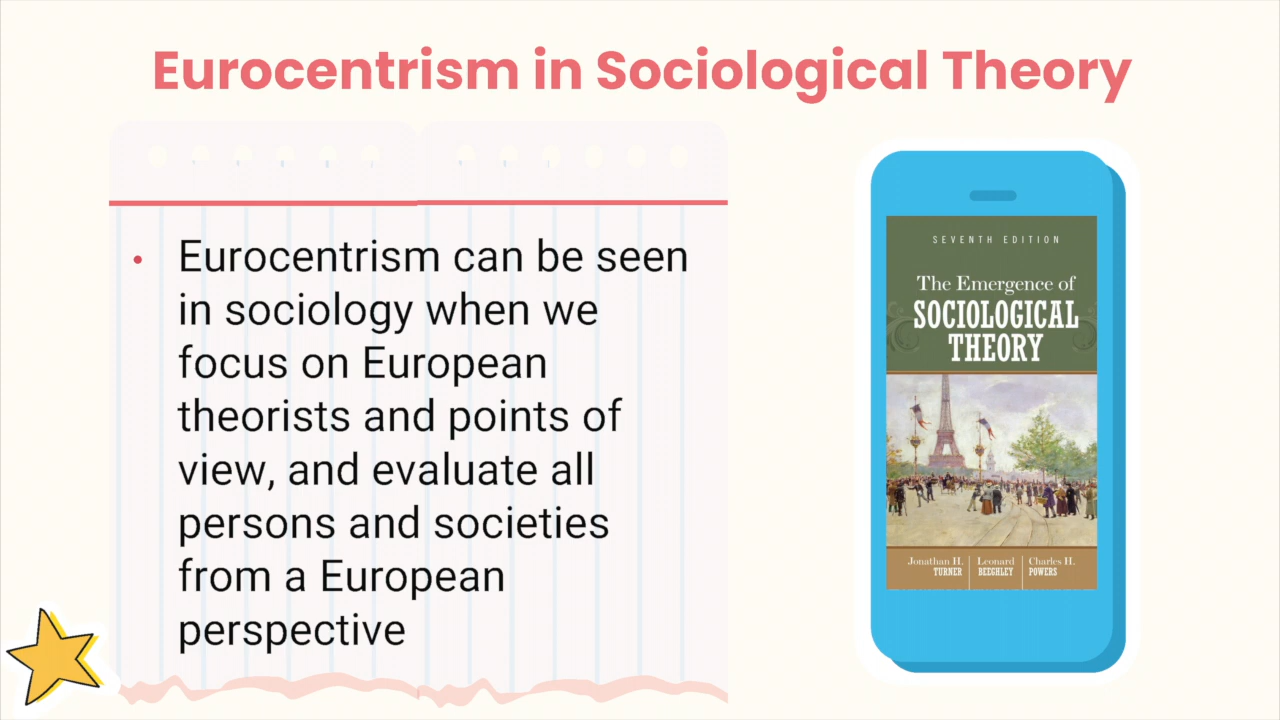 Eurocentrism in Sociological Theory
• Eurocentrism can be seen
in sociology when we
focus on European
theorists and points of
view, and evaluate all
persons and societies
from a European
perspective
SEVENTH EDITION
The Emergence of
SOCIOLOGICAL
THEORY
Jonathan H. Leonard Charles H.
TURNER BEEGHLEY POWERS